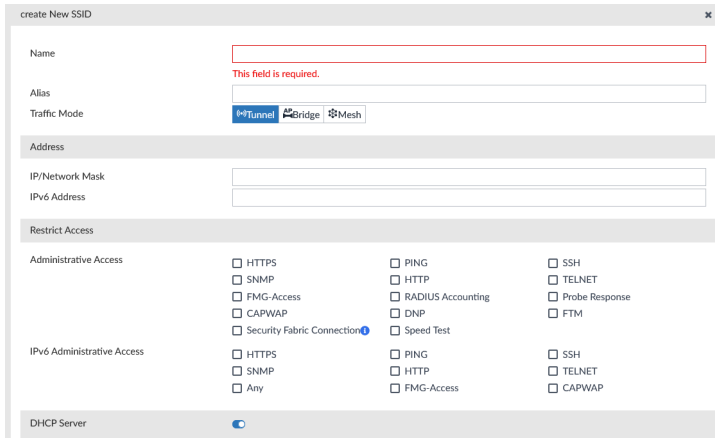 create New SSID
Name
This field is required.
Alias
Traffic Mode Tunnel AP Bridge Mesh
Address
IP/Network Mask
IPv6 Address
Restrict Access
Administrative Access HTTPS PING SSH
SNMP HTTP TELNET
FMG-Access RADIUS Accounting Probe Response
CAPWAP DNP FTM
Security Fabric Connection Speed Test
IPv6 Administrative Access HTTPS PING SSH
SNMP HTTP TELNET
Any FMG-Access CAPWAP
DHCP Server